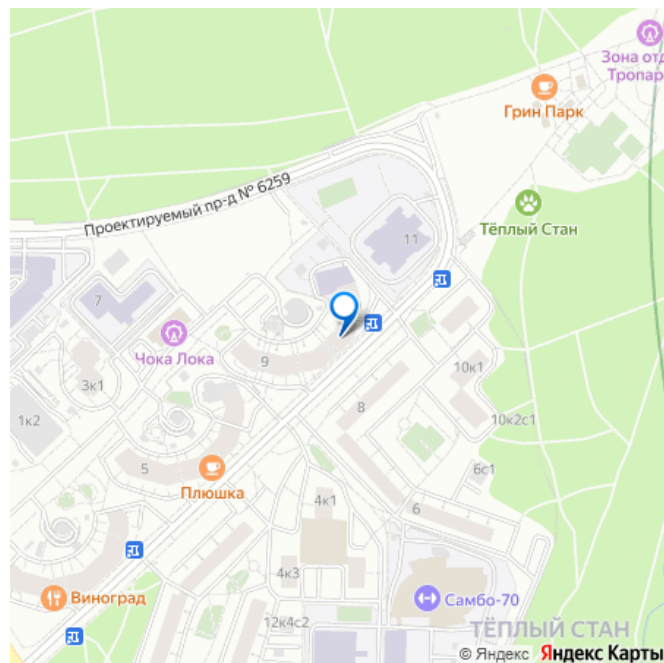 Зона отд
Тропар
Грин Парк
Проектируемый пр-д № 6259
Тёплый Стан
11
7
Чока Лока
9
3к1
10к1
8
1к2
10к2с1
5
6с1
Плюшка
4к1
6
4к3
Виноград
Самбо-70
12к4с2
ТЁПЛЫЙ СТАН
© Яндекс Яндекс Карты